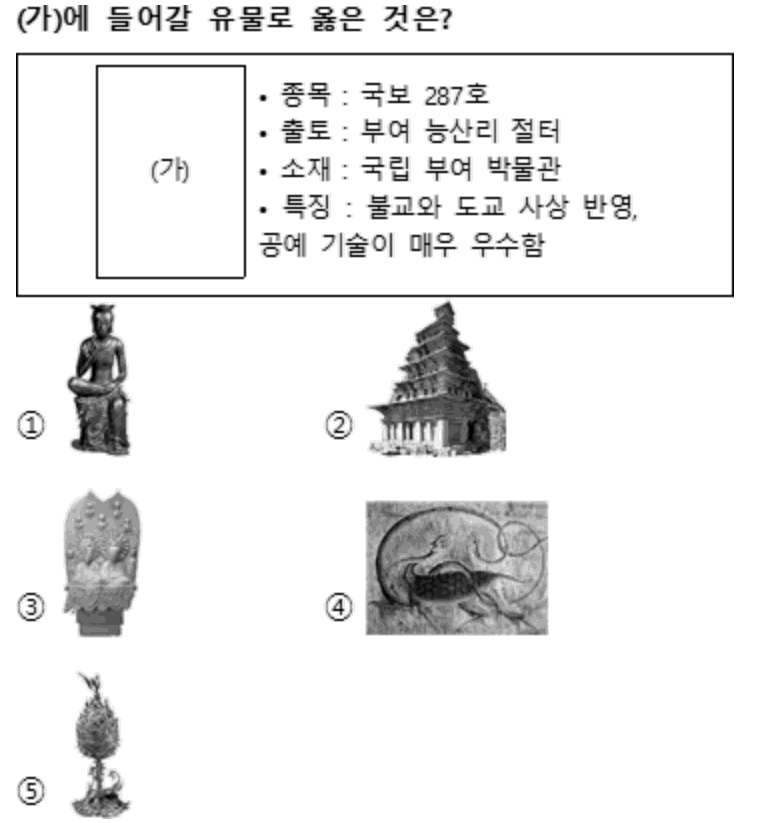 (가)에 들어갈 유물로 옳은 것은?
(가)
• 종목 : 국보 287호
• 출토 : 부여 능산리 절터
• 소재 : 국립 부여 박물관
• 특징 : 불교와 도교 사상 반영,
공예 기술이 매우 우수함
①
②
③
④
⑤